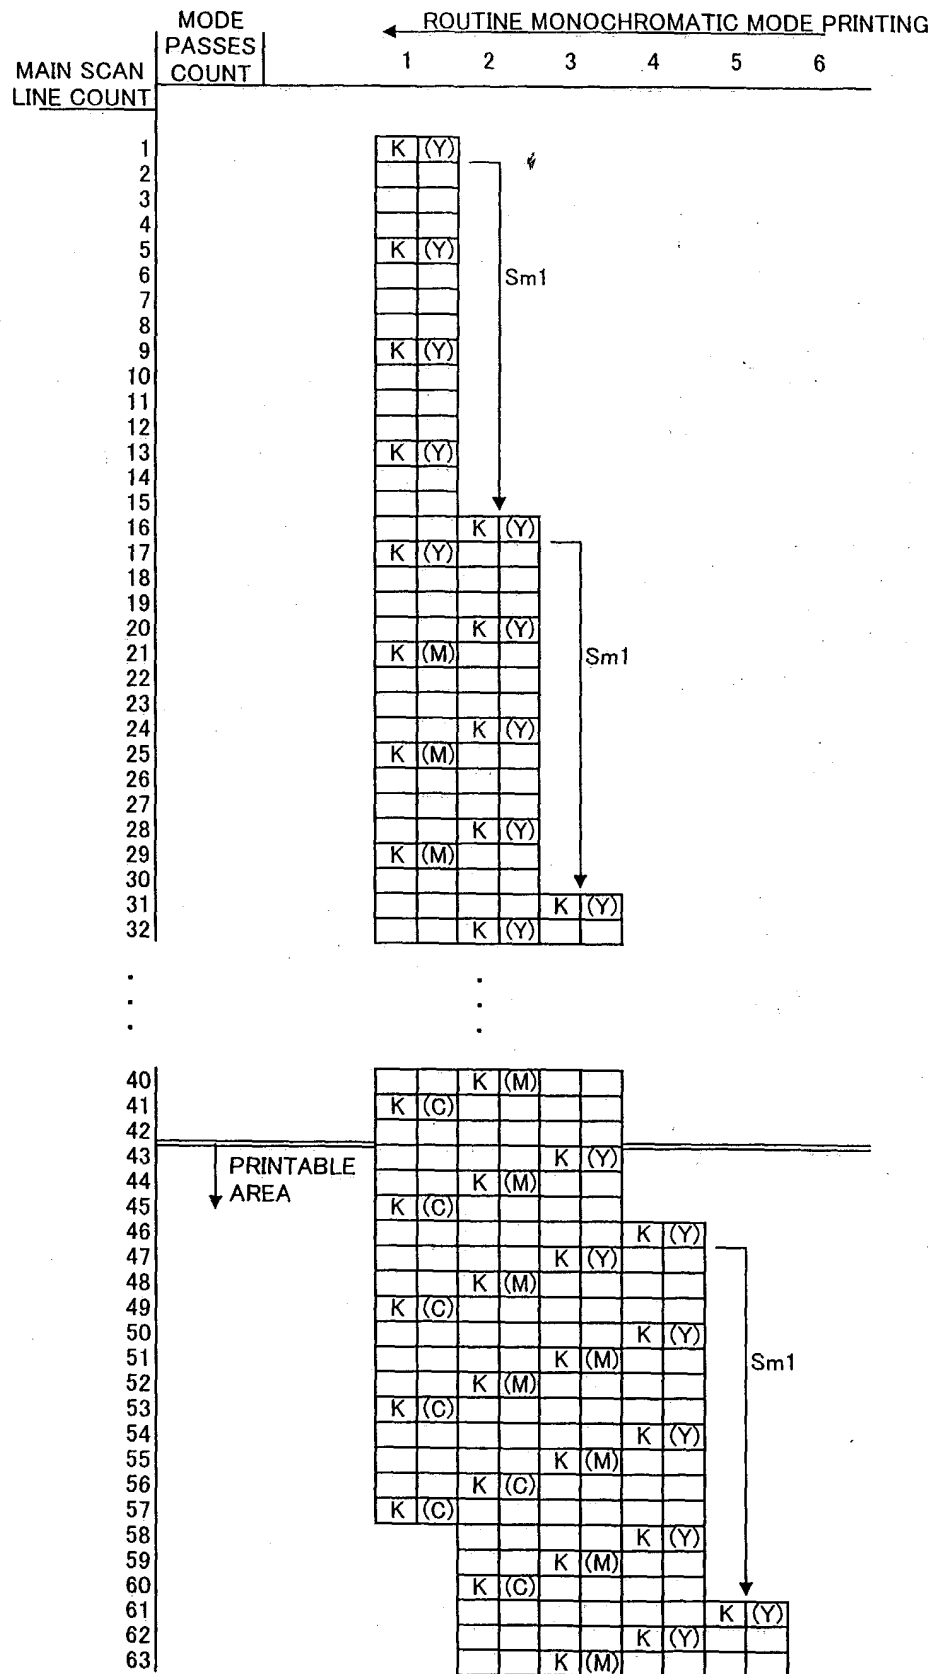 MODE PASSES COUNT
ROUTINE MONOCHROMATIC MODE PRINTING
1 2 3 4 5 6
MAIN SCAN LINE COUNT
1 K (Y)
2
3
4
5 K (Y)
6
Sm1
7
8
9 K (Y)
10
11
12
13 K (Y)
14
15
16 K (Y)
17 K (Y)
18
19
20 K (Y)
21 K (M) Sm1
22
23
24 K (Y)
25 K (M)
26
27
28 K (Y)
29 K (M)
30
31 K (Y)
32 K (Y)
40 K (M)
41 K (C)
42
43 K (Y)
PRINTABLE AREA
44 K (M)
45 K (C)
46 K (Y)
47 K (Y)
48 K (M)
49 K (C)
50 K (Y)
51 K (M) Sm1
52 K (M)
53 K (C)
54 K (Y)
55 K (M)
56 K (C)
57 K (C)
58 K (Y)
59 K (M)
60 K (C)
61 K (Y)
62 K (Y)
63 K (M)